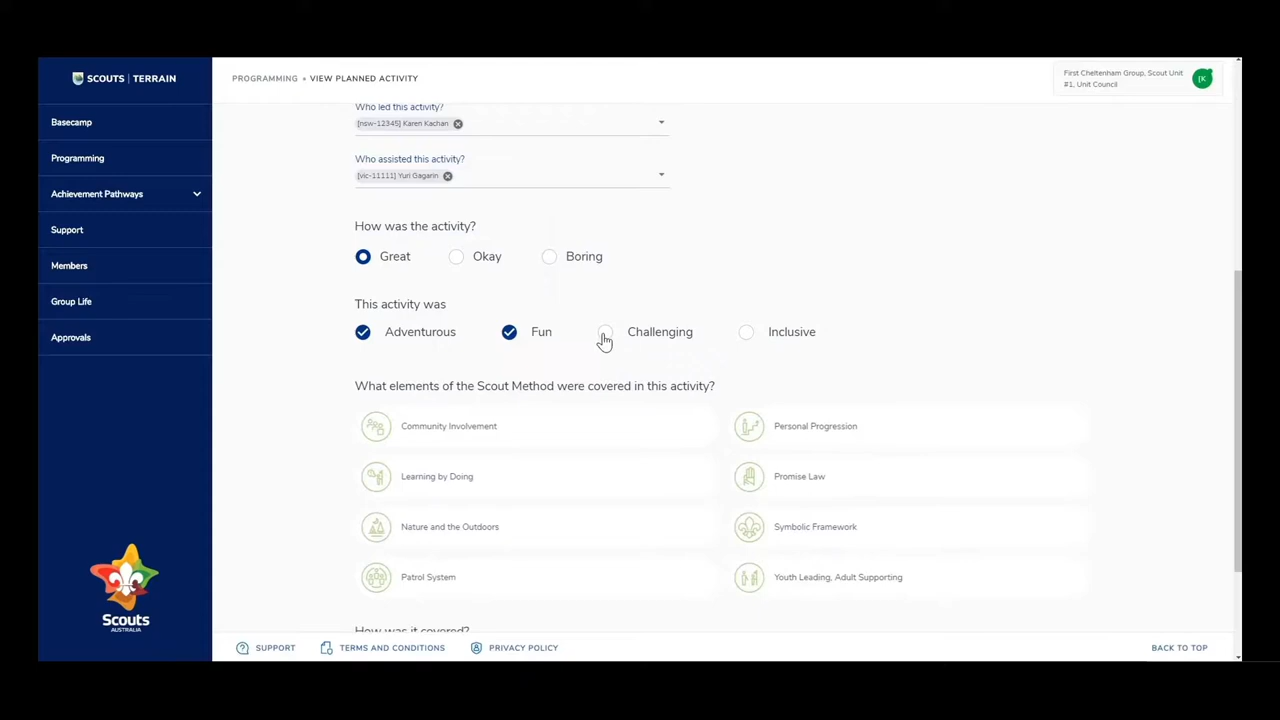 SCOUTS | TERRAIN
PROGRAMMING • VIEW PLANNED ACTIVITY
First Cheltenham Group, Scout Unit
#1, Unit Council
[K
Basecamp
Programming
Achievement Pathways
Support
Members
Group Life
Approvals
Scouts
AUSTRALIA
Who led this activity?
[nsw-12345] Karen Kachan
Who assisted this activity?
[vic-11111] Yuri Gagarin
How was the activity?
Great Okay Boring
This activity was
Adventurous Fun Challenging Inclusive
What elements of the Scout Method were covered in this activity?
Community Involvement Personal Progression
Learning by Doing Promise Law
Nature and the Outdoors Symbolic Framework
Patrol System Youth Leading, Adult Supporting
How was it covered?
SUPPORT TERMS AND CONDITIONS PRIVACY POLICY BACK TO TOP